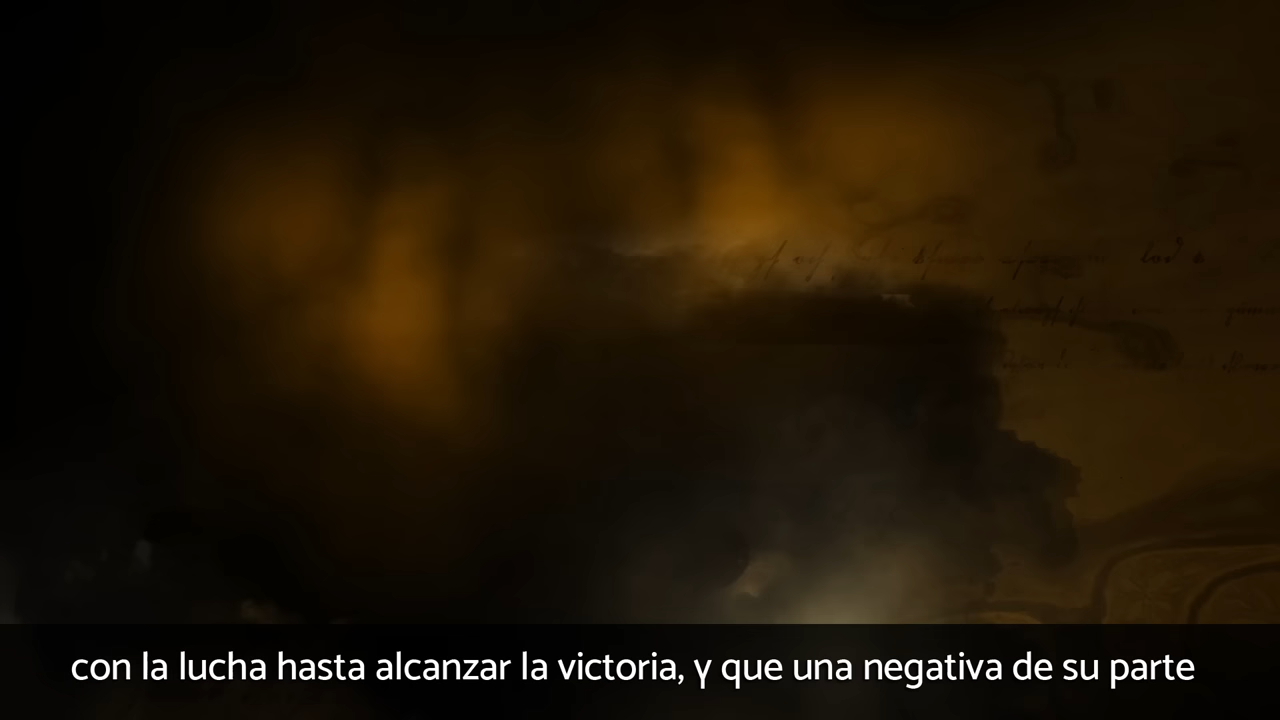 con la lucha hasta alcanzar la victoria, y que una negativa de su parte